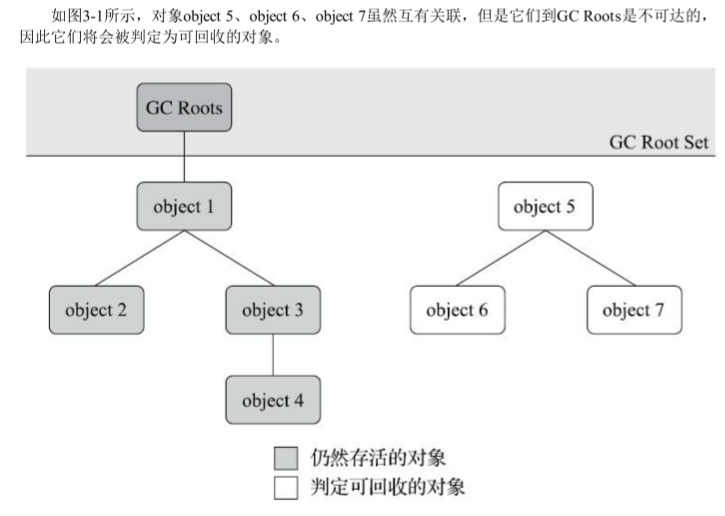 如图3-1所示，对象object 5、object 6、object 7虽然互有关联，但是它们到GC Roots是不可达的，
因此它们将会被判定为可回收的对象。
GC Roots
GC Root Set
object 1
object 5
object 2
object 3
object 6
object 7
object 4
仍然存活的对象
判定可回收的对象